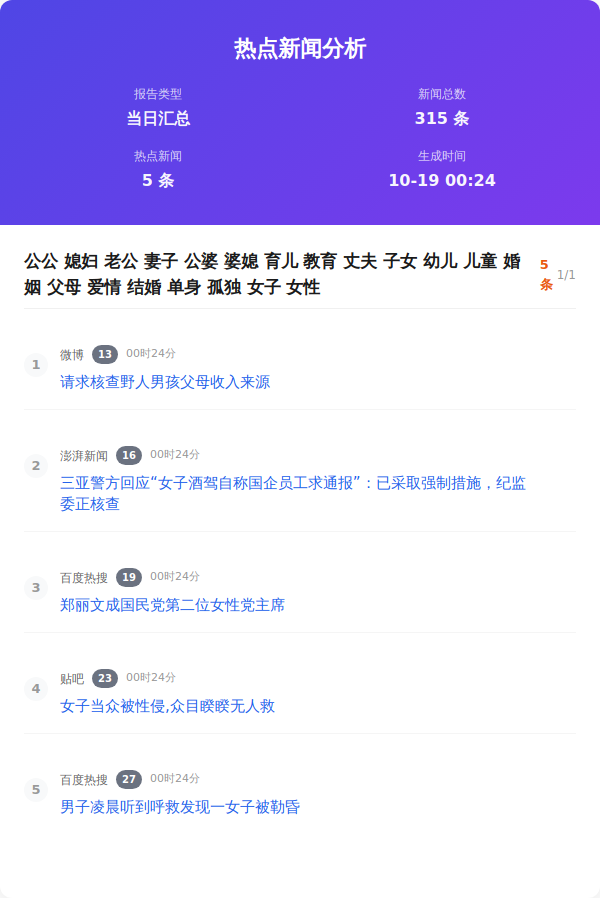 热点新闻分析
报告类型
当日汇总
新闻总数
315 条
热点新闻
5 条
生成时间
10-19 00:24
公公 媳妇 老公 妻子 公婆 婆媳 育儿 教育 丈夫 子女 幼儿 儿童 婚
姻 父母 爱情 结婚 单身 孤独 女子 女性
5
条
1/1
1
微博 13 00时24分
请求核查野人男孩父母收入来源
2
澎湃新闻 16 00时24分
三亚警方回应“女子酒驾自称国企员工求通报”：已采取强制措施，纪监
委正核查
3
百度热搜 19 00时24分
郑丽文成国民党第二位女性党主席
4
贴吧 23 00时24分
女子当众被性侵,众目睽睽无人救
5
百度热搜 27 00时24分
男子凌晨听到呼救发现一女子被勒昏